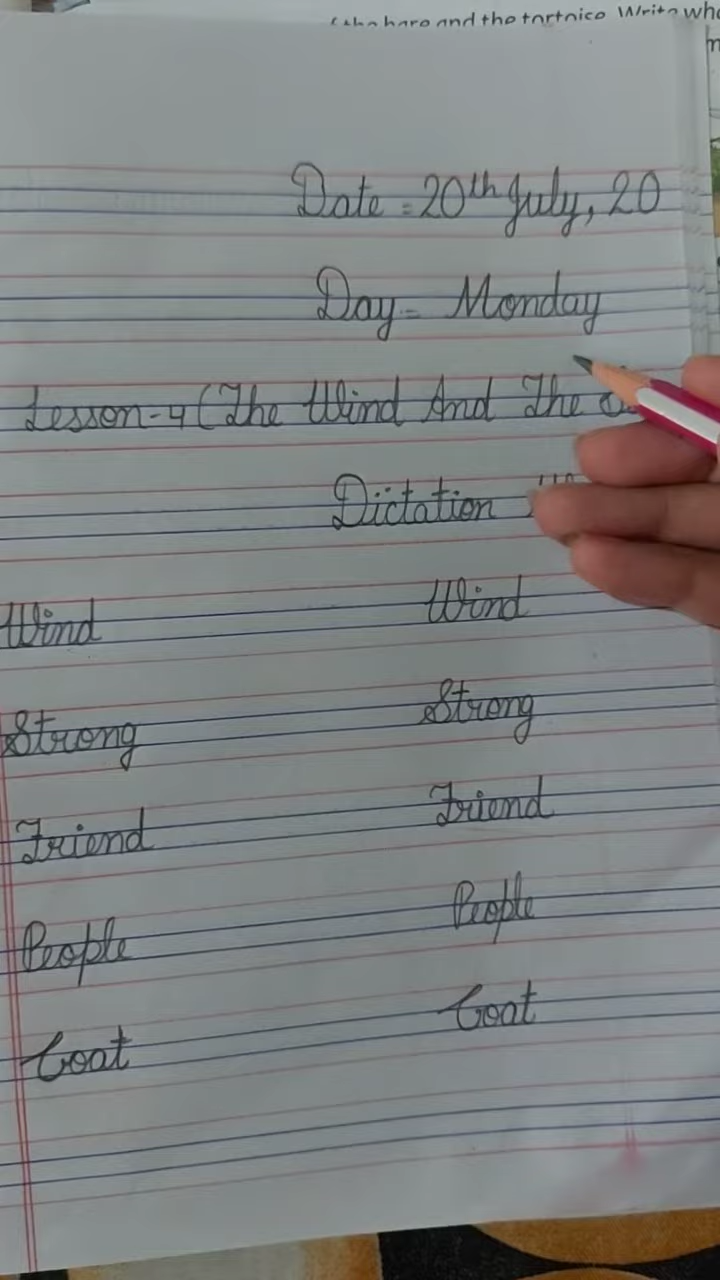 the hare and the tortoise. Write who
Date = 20th July, 20
Day = Monday
Lesson-4 (The Wind And The
Dictation
Wind Wind
Strong Strong
Friend Friend
People People
Coat Coat